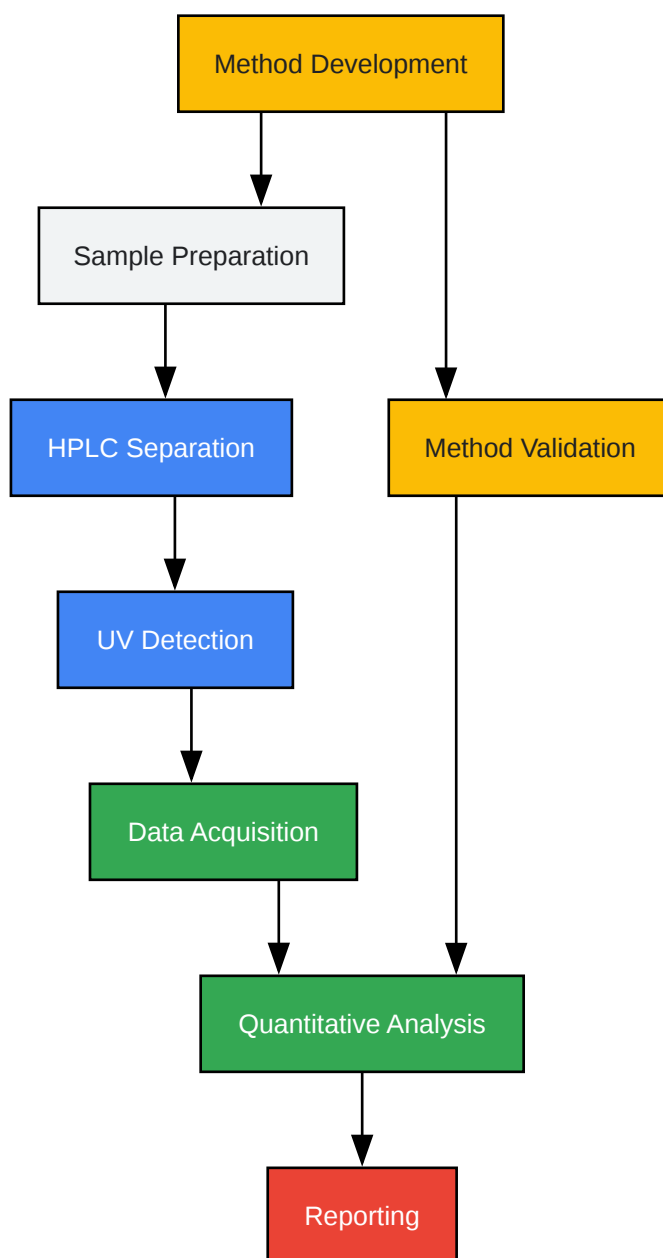 Method Development
Sample Preparation
HPLC Separation
Method Validation
UV Detection
Data Acquisition
Quantitative Analysis
Reporting